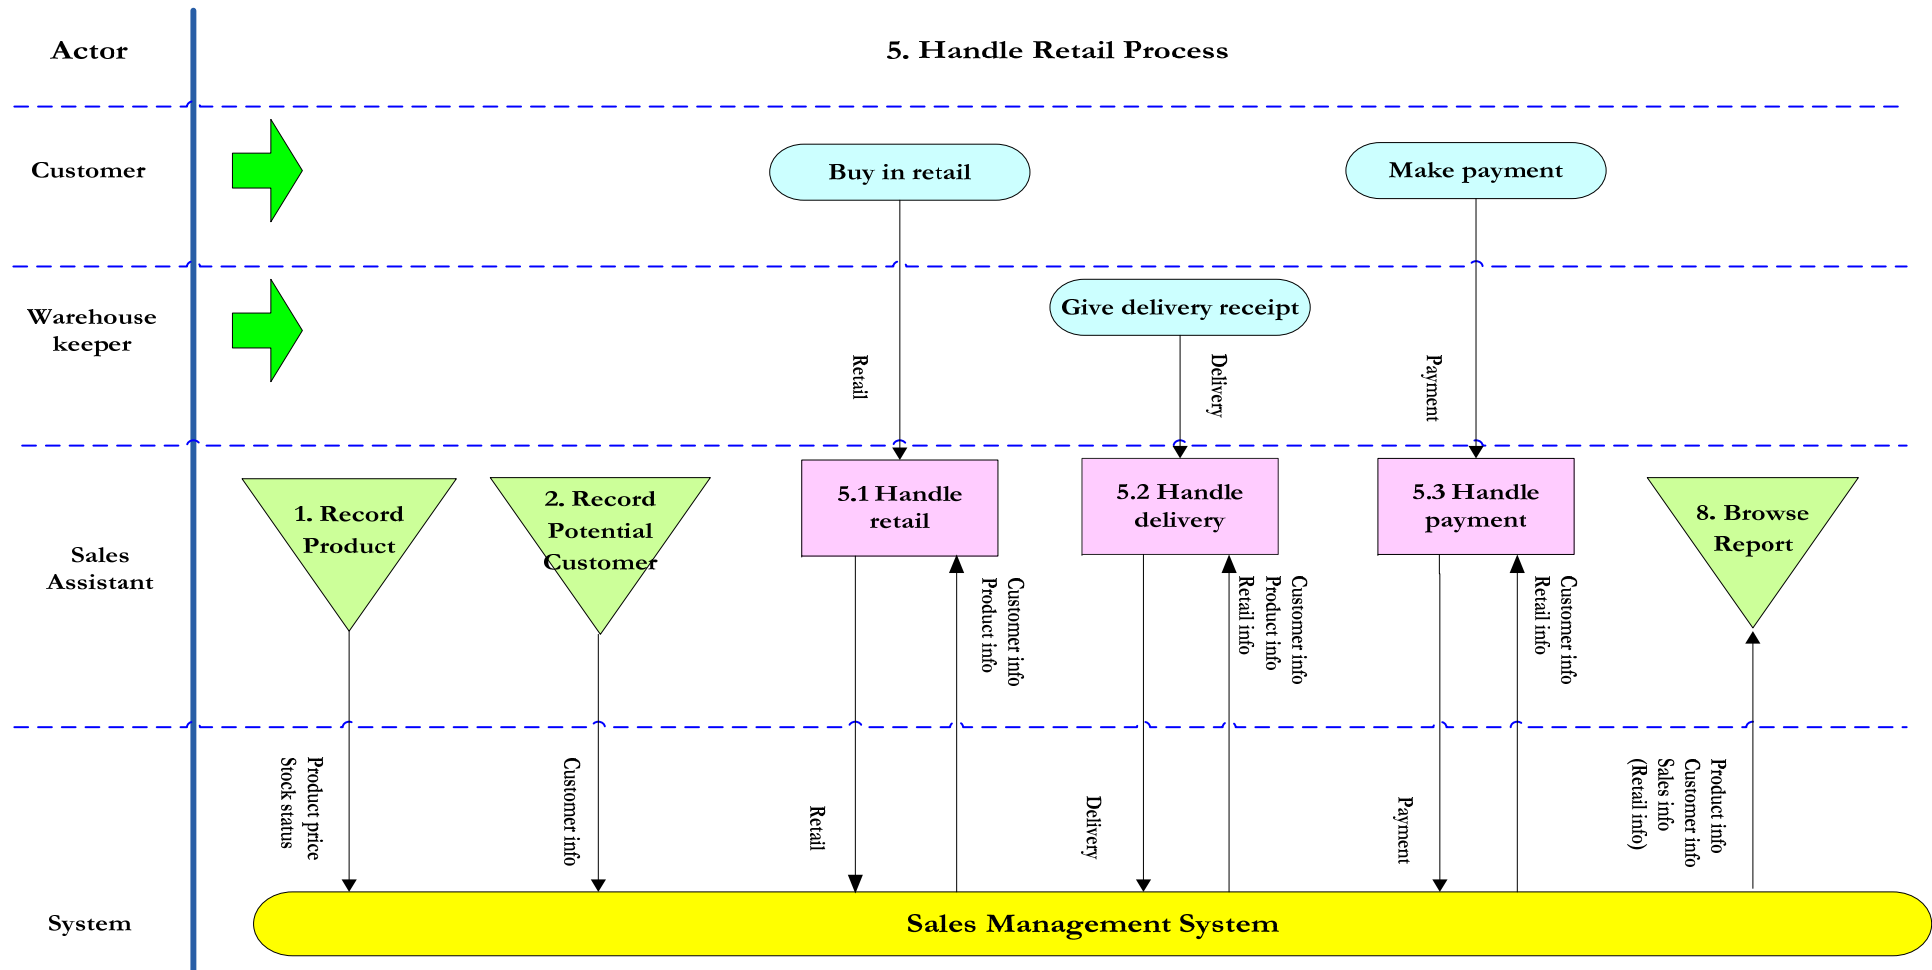 Actor
5. Handle Retail Process
Customer
Buy in retail
Make payment
Warehouse
keeper
Give delivery receipt
Retail
Delivery
Payment
Sales
Assistant
1. Record
Product
2. Record
Potential
Customer
5.1 Handle
retail
5.2 Handle
delivery
5.3 Handle
payment
8. Browse
Report
Customer info
Product info
Customer info
Product info
Retail info
Customer info
Retail info
Product price
Stock status
Customer info
Retail
Delivery
Payment
Product info
Customer info
Sales info
(Retail info)
System
Sales Management System